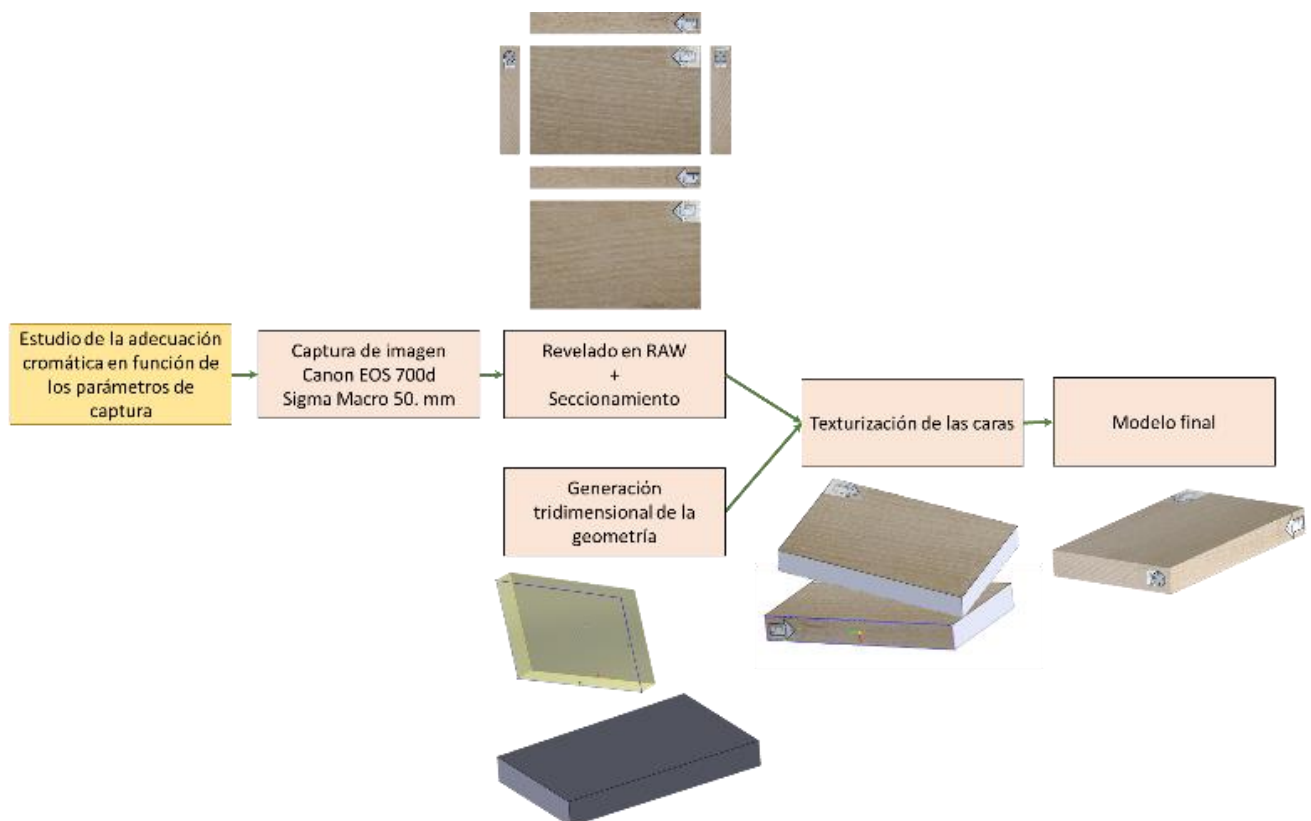 Estudio de la adecuación
cromática en función de
los parámetros de
captura
Captura de imagen
Canon EOS 700d
Sigma Macro 50. mm
Revelado en RAW
+
Seccionamiento
Generación
tridimensional de la
geometría
Texturización de las caras
Modelo final